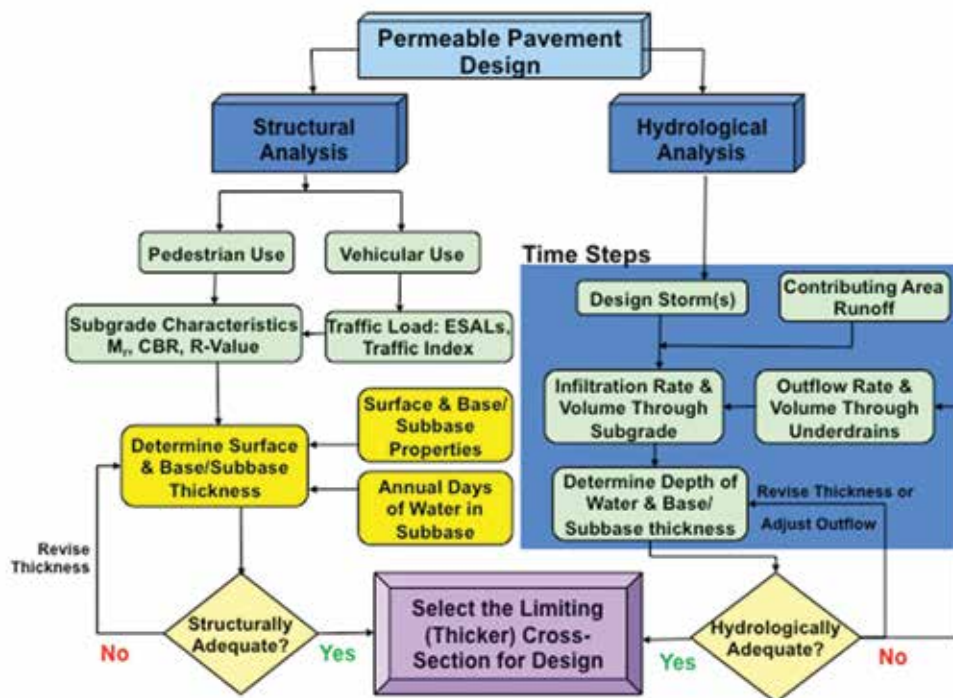 Permeable Pavement
Design
Structural
Analysis
Hydrological
Analysis
Pedestrian Use
Vehicular Use
Subgrade Characteristics
Mr, CBR, R-Value
Traffic Load: ESALs,
Traffic Index
Surface & Base/
Subbase
Properties
Determine Surface
& Base/Subbase
Thickness
Annual Days
of Water in
Subbase
Revise
Thickness
Structurally
Adequate?
No
Yes
Time Steps
Design Storm(s)
Contributing Area
Runoff
Infiltration Rate &
Volume Through
Subgrade
Outflow Rate &
Volume Through
Underdrains
Determine Depth of
Water & Base/
Subbase thickness
Revise Thickness or
Adjust Outflow
Hydrologically
Adequate?
Yes
No
Select the Limiting
(Thicker) Cross-
Section for Design